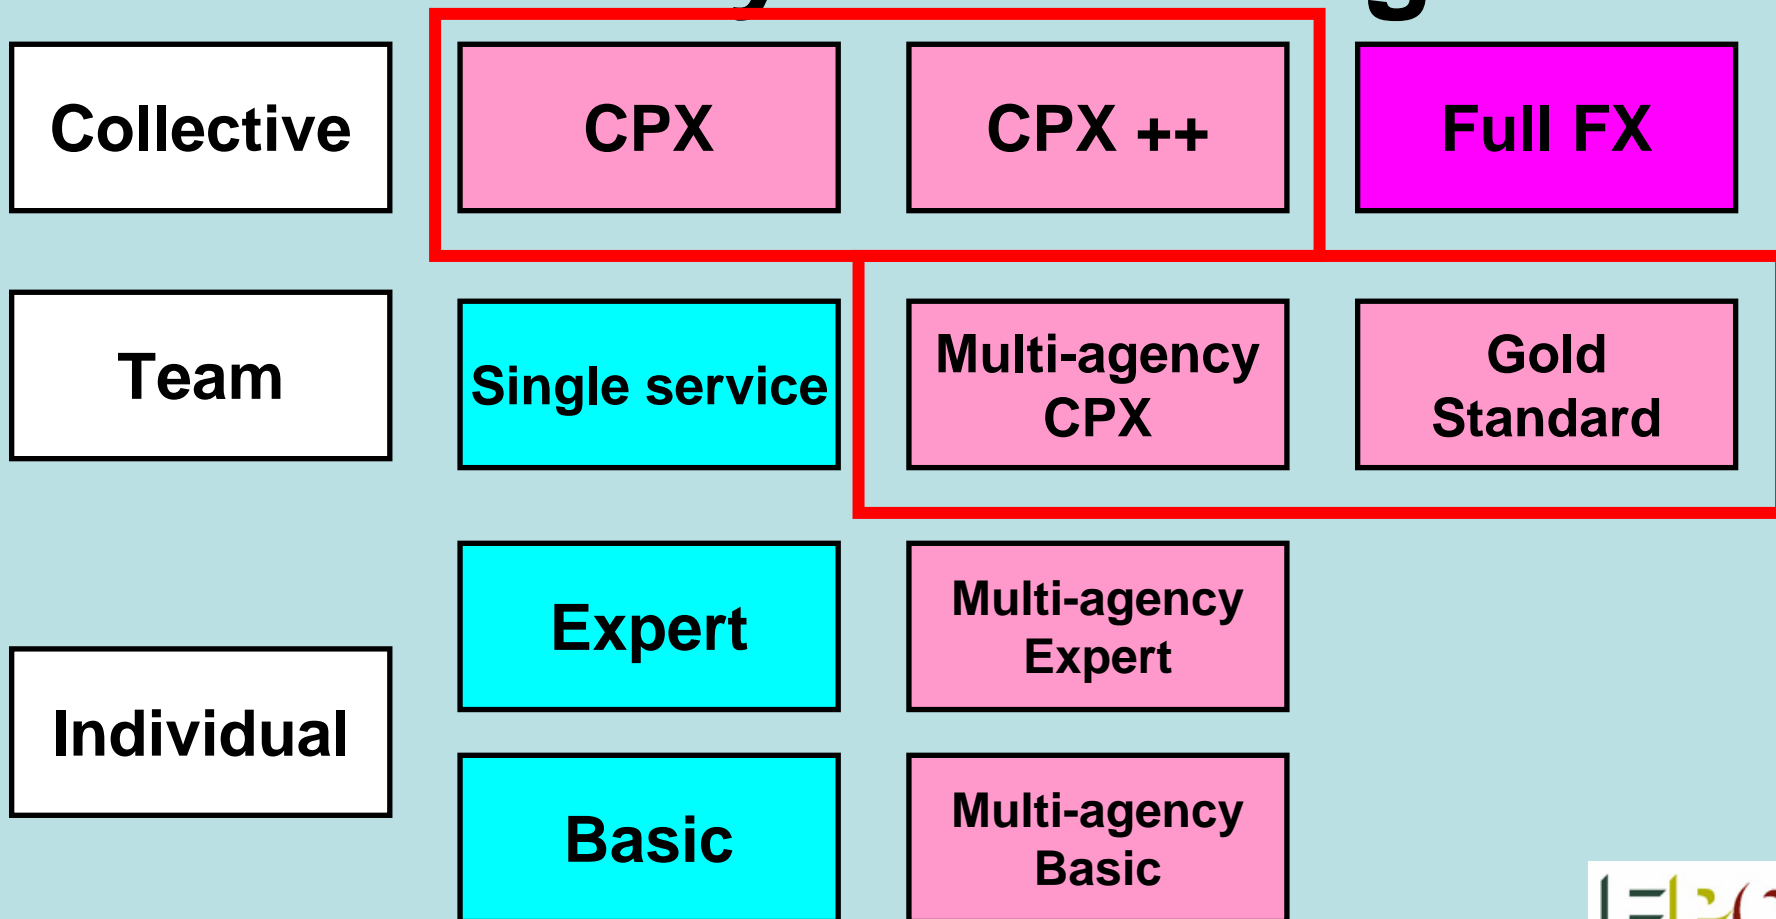 Collective
CPX
CPX ++
Full FX
Team
Single service
Multi-agency
CPX
Gold
Standard
Individual
Expert
Multi-agency
Expert
Basic
Multi-agency
Basic